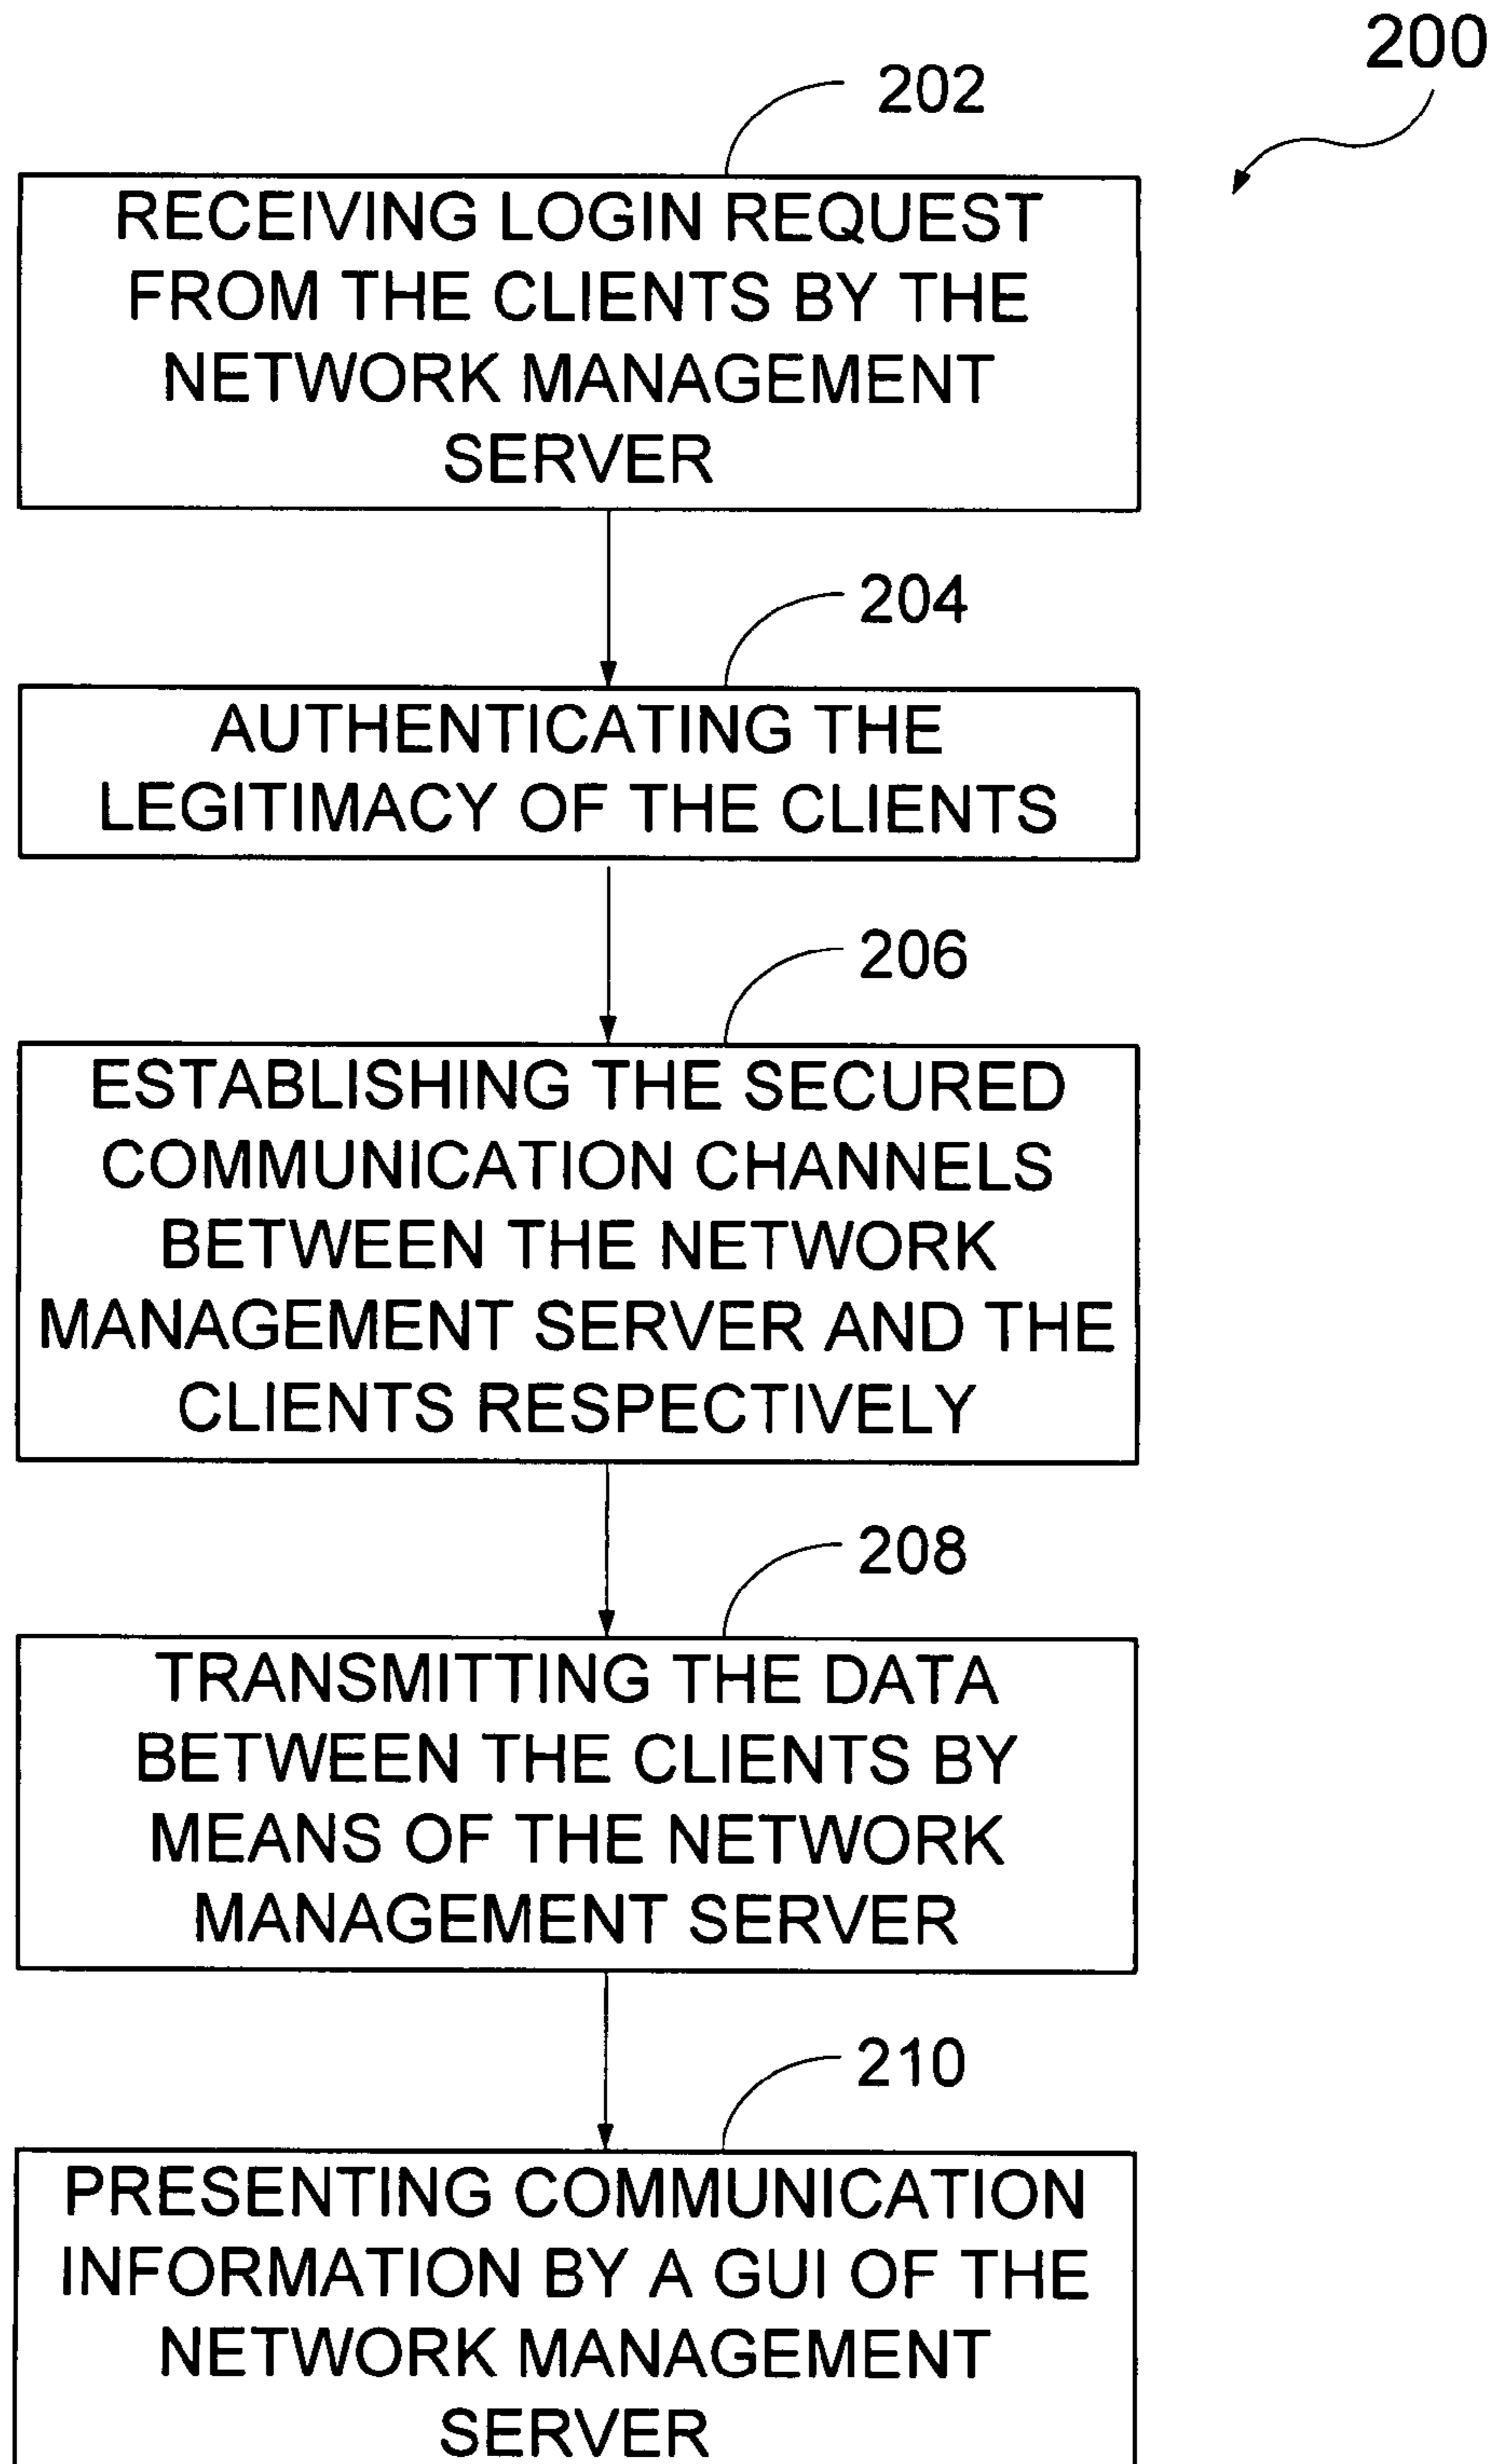 200
202
RECEIVING LOGIN REQUEST
FROM THE CLIENTS BY THE
NETWORK MANAGEMENT
SERVER
204
AUTHENTICATING THE
LEGITIMACY OF THE CLIENTS
206
ESTABLISHING THE SECURED
COMMUNICATION CHANNELS
BETWEEN THE NETWORK
MANAGEMENT SERVER AND THE
CLIENTS RESPECTIVELY
208
TRANSMITTING THE DATA
BETWEEN THE CLIENTS BY
MEANS OF THE NETWORK
MANAGEMENT SERVER
210
PRESENTING COMMUNICATION
INFORMATION BY A GUI OF THE
NETWORK MANAGEMENT
SERVER